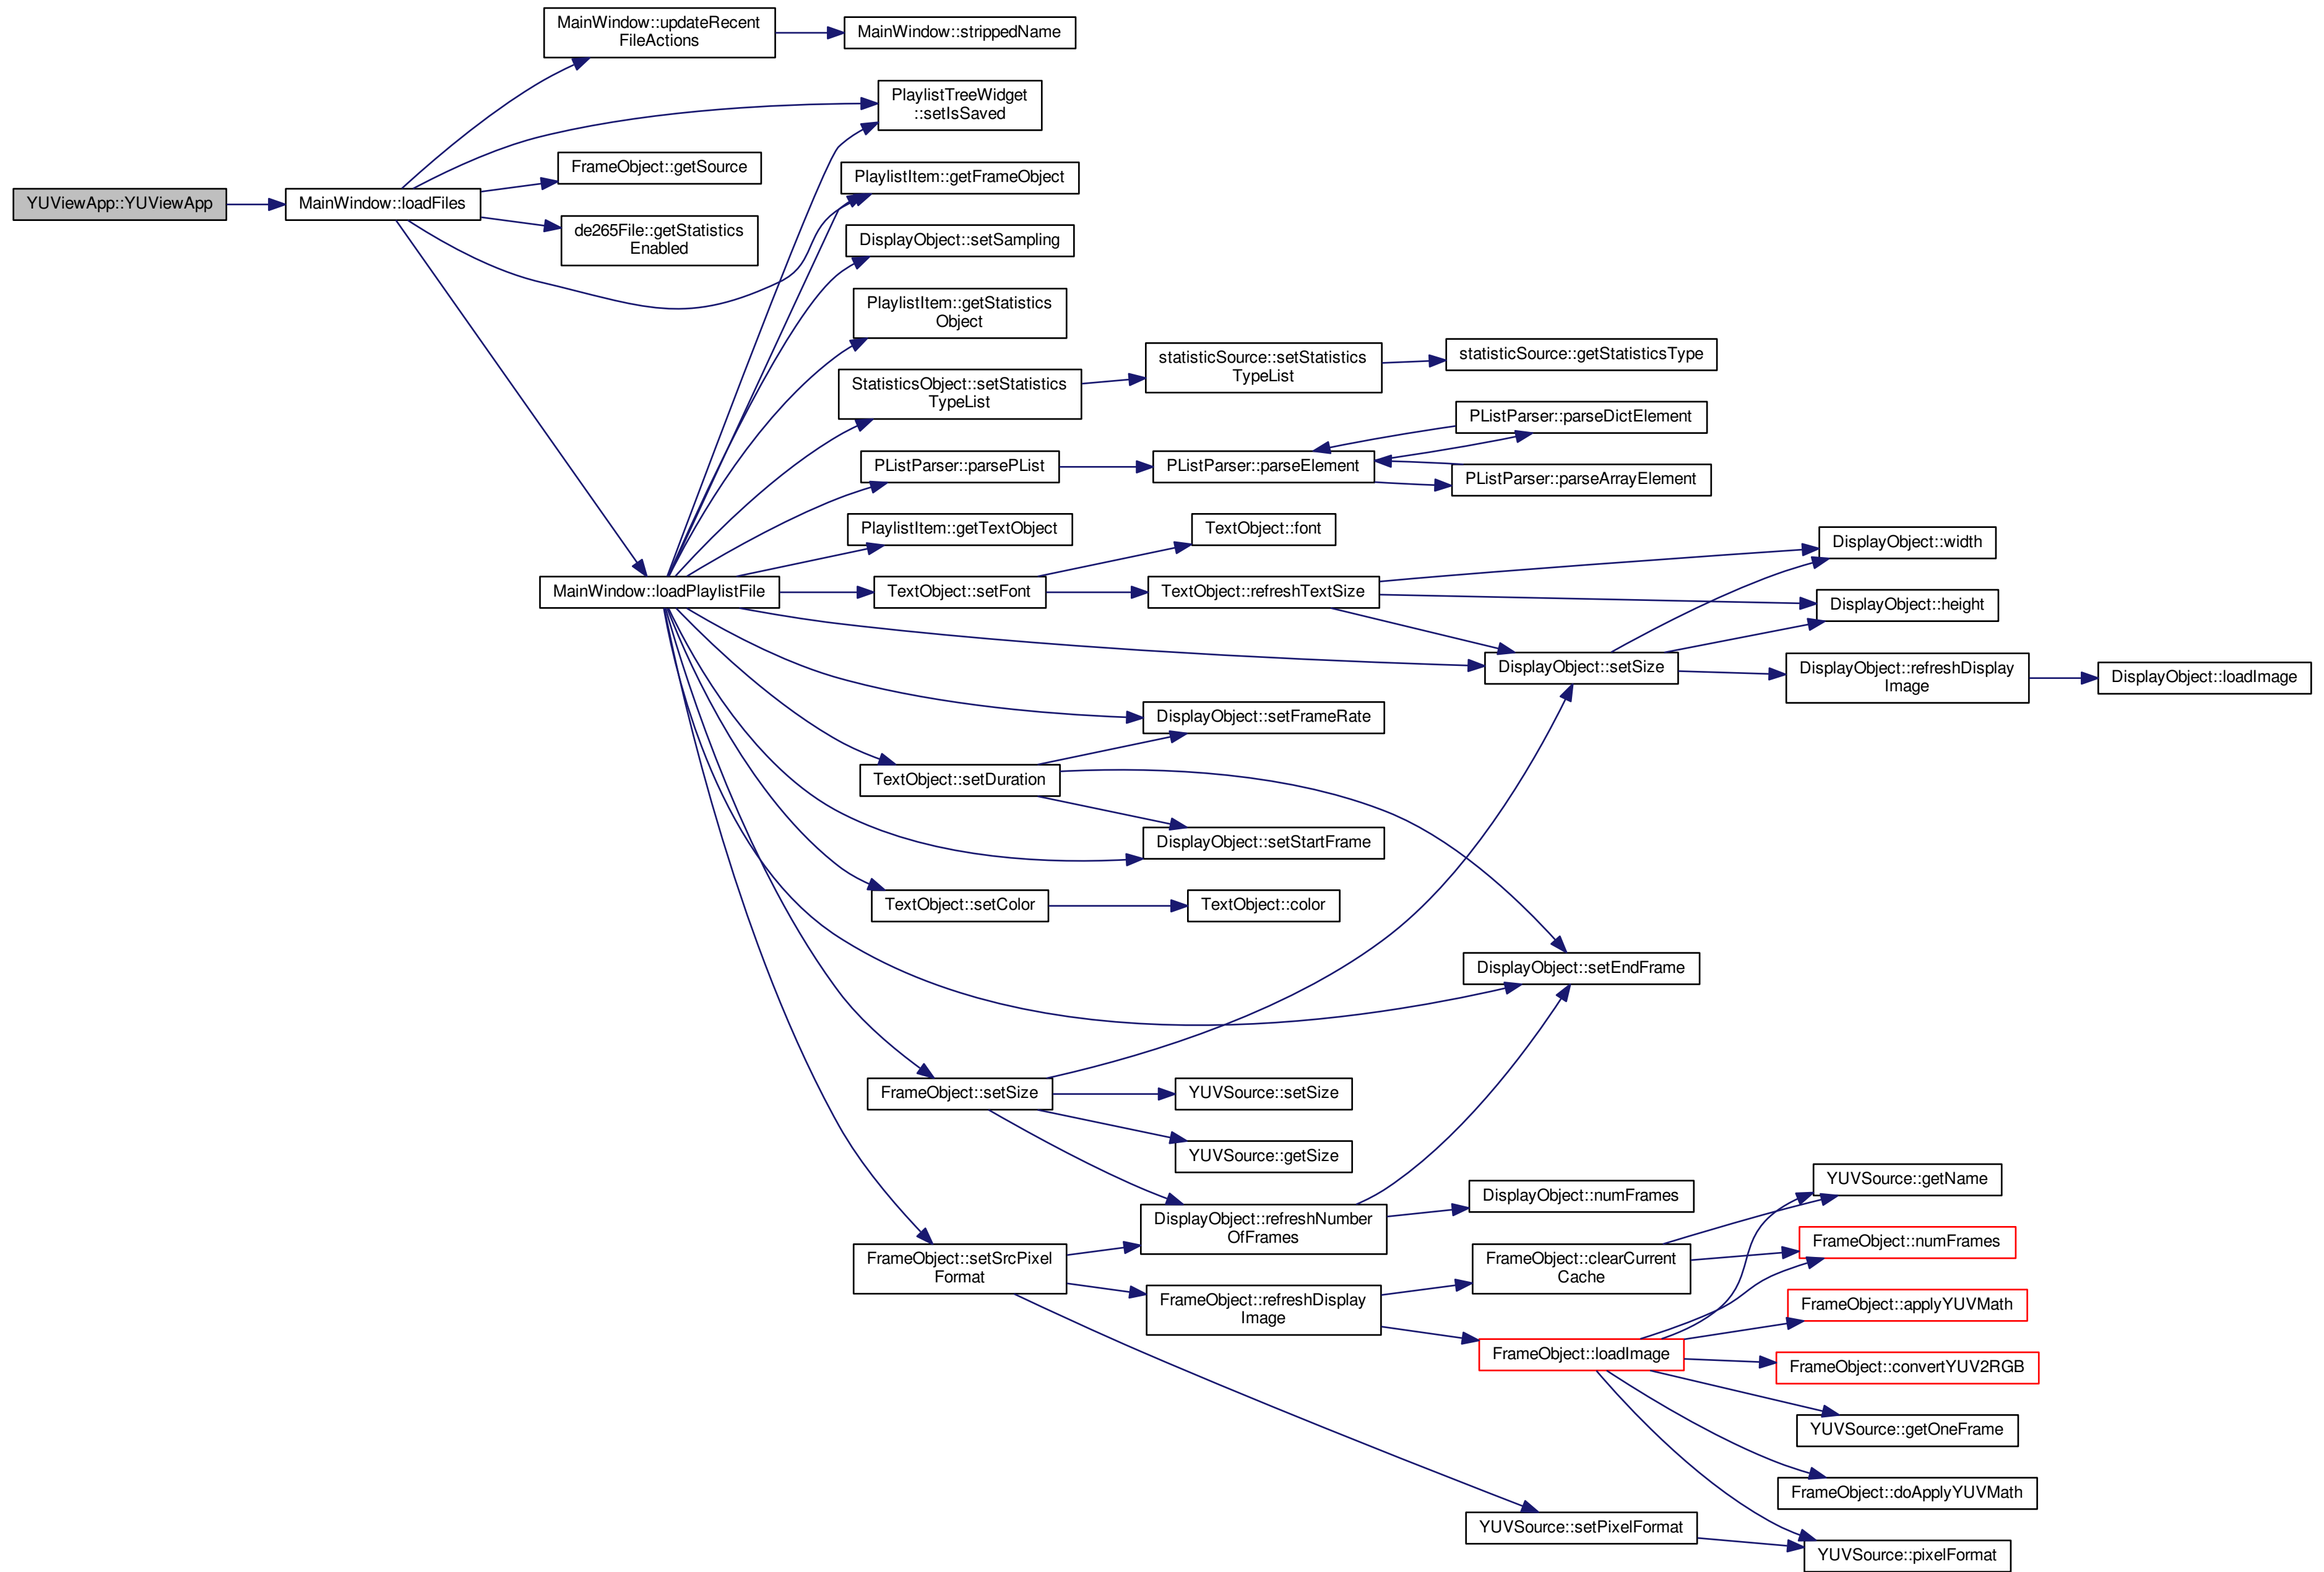 MainWindow::updateRecent
FileActions
MainWindow::strippedName
PlaylistTreeWidget
::setIsSaved
FrameObject::getSource
PlaylistItem::getFrameObject
YUViewApp::YUViewApp
MainWindow::loadFiles
de265File::getStatistics
Enabled
DisplayObject::setSampling
PlaylistItem::getStatistics
Object
statisticSource::setStatistics
TypeList
statisticSource::getStatisticsType
StatisticsObject::setStatistics
TypeList
PListParser::parseDictElement
PListParser::parsePList
PListParser::parseElement
PListParser::parseArrayElement
PlaylistItem::getTextObject
TextObject::font
DisplayObject::width
MainWindow::loadPlaylistFile
TextObject::setFont
TextObject::refreshTextSize
DisplayObject::height
DisplayObject::setSize
DisplayObject::refreshDisplay
Image
DisplayObject::loadImage
DisplayObject::setFrameRate
TextObject::setDuration
DisplayObject::setStartFrame
TextObject::setColor
TextObject::color
DisplayObject::setEndFrame
FrameObject::setSize
YUVSource::setSize
YUVSource::getSize
YUVSource::getName
DisplayObject::numFrames
DisplayObject::refreshNumber
OfFrames
FrameObject::numFrames
FrameObject::setSrcPixel
Format
FrameObject::clearCurrent
Cache
FrameObject::refreshDisplay
Image
FrameObject::applyYUVMath
FrameObject::loadImage
FrameObject::convertYUV2RGB
YUVSource::getOneFrame
FrameObject::doApplyYUVMath
YUVSource::setPixelFormat
YUVSource::pixelFormat